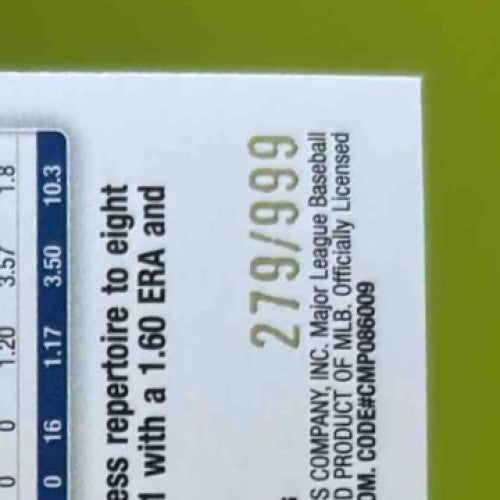 0 0 1.20 3.57 1.8
0 16 1.17 3.50 10.3
ess repertoire to eight
1 with a 1.60 ERA and
279/999
S COMPANY, INC. Major League Baseball
D PRODUCT OF MLB. Officially Licensed
OM. CODE#CMP086009